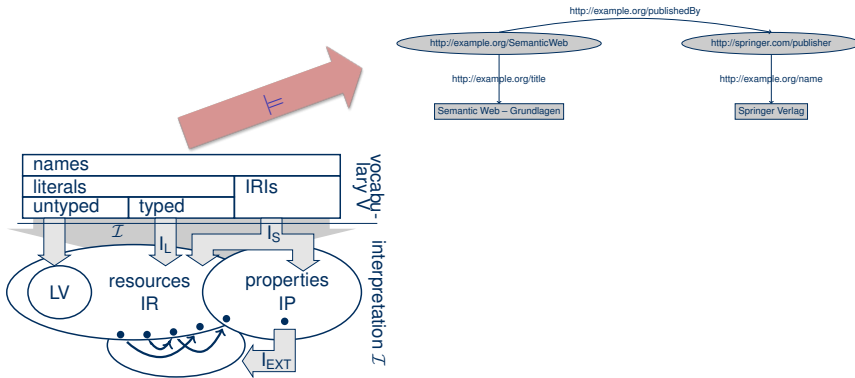 http://example.org/publishedBy
http://example.org/SemanticWeb
http://springer.com/publisher
http://example.org/title
http://example.org/name
Semantic Web – Grundlagen
Springer Verlag
⊨
names
literals
IRIs
untyped
typed
vocabu-
lary V
ℐ
I_L
I_S
interpretation ℐ
resources
properties
LV
IR
IP
I_EXT